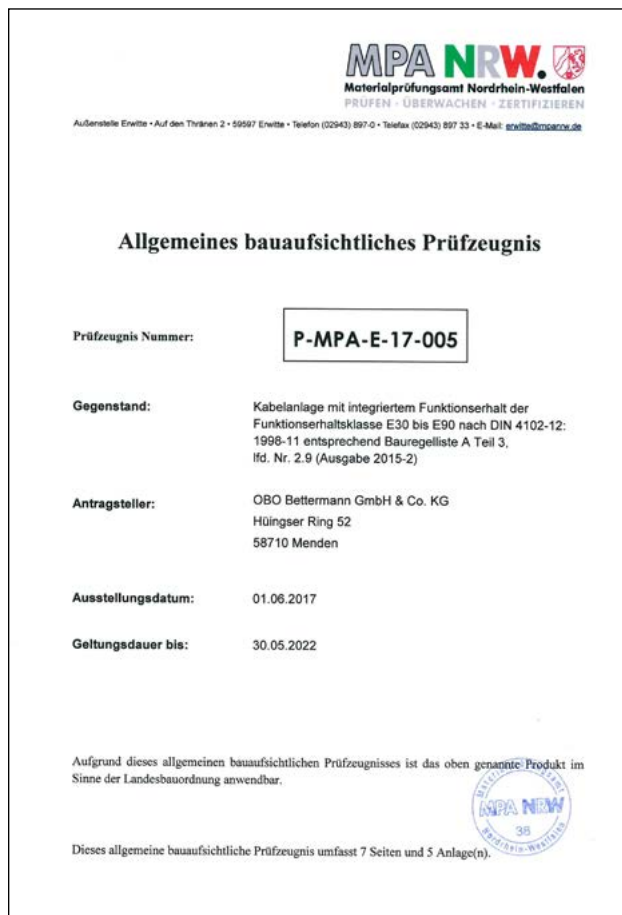 MPA NRW.
Materialprüfungsamt Nordrhein-Westfalen
PRÜFEN · ÜBERWACHEN · ZERTIFIZIEREN
Außenstelle Erwitte • Auf den Thränen 2 • 59597 Erwitte • Telefon (02943) 897-0 • Telefax (02943) 897 33 • E-Mail: erwitte@mpanrw.de
Allgemeines bauaufsichtliches Prüfzeugnis
Prüfzeugnis Nummer: P-MPA-E-17-005
Gegenstand: Kabelanlage mit integriertem Funktionserhalt der
Funktionserhaltsklasse E30 bis E90 nach DIN 4102-12:
1998-11 entsprechend Bauregelliste A Teil 3,
lfd. Nr. 2.9 (Ausgabe 2015-2)
Antragsteller: OBO Bettermann GmbH & Co. KG
Hüingser Ring 52
58710 Menden
Ausstellungsdatum: 01.06.2017
Geltungsdauer bis: 30.05.2022
Aufgrund dieses allgemeinen bauaufsichtlichen Prüfzeugnisses ist das oben genannte Produkt im
Sinne der Landesbauordnung anwendbar.
Materialprüfungsamt
MPA NRW
38
Nordrhein-Westfalen
Dieses allgemeine bauaufsichtliche Prüfzeugnis umfasst 7 Seiten und 5 Anlage(n).